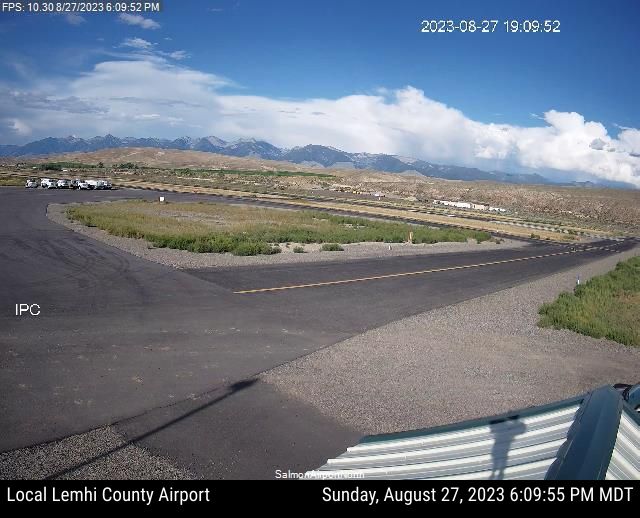 FPS: 10.30 8/27/2023 6:09:52 PM
2023-08-27 19:09:52
IPC
Local Lemhi County Airport
Sunday, August 27, 2023 6:09:55 PM MDT